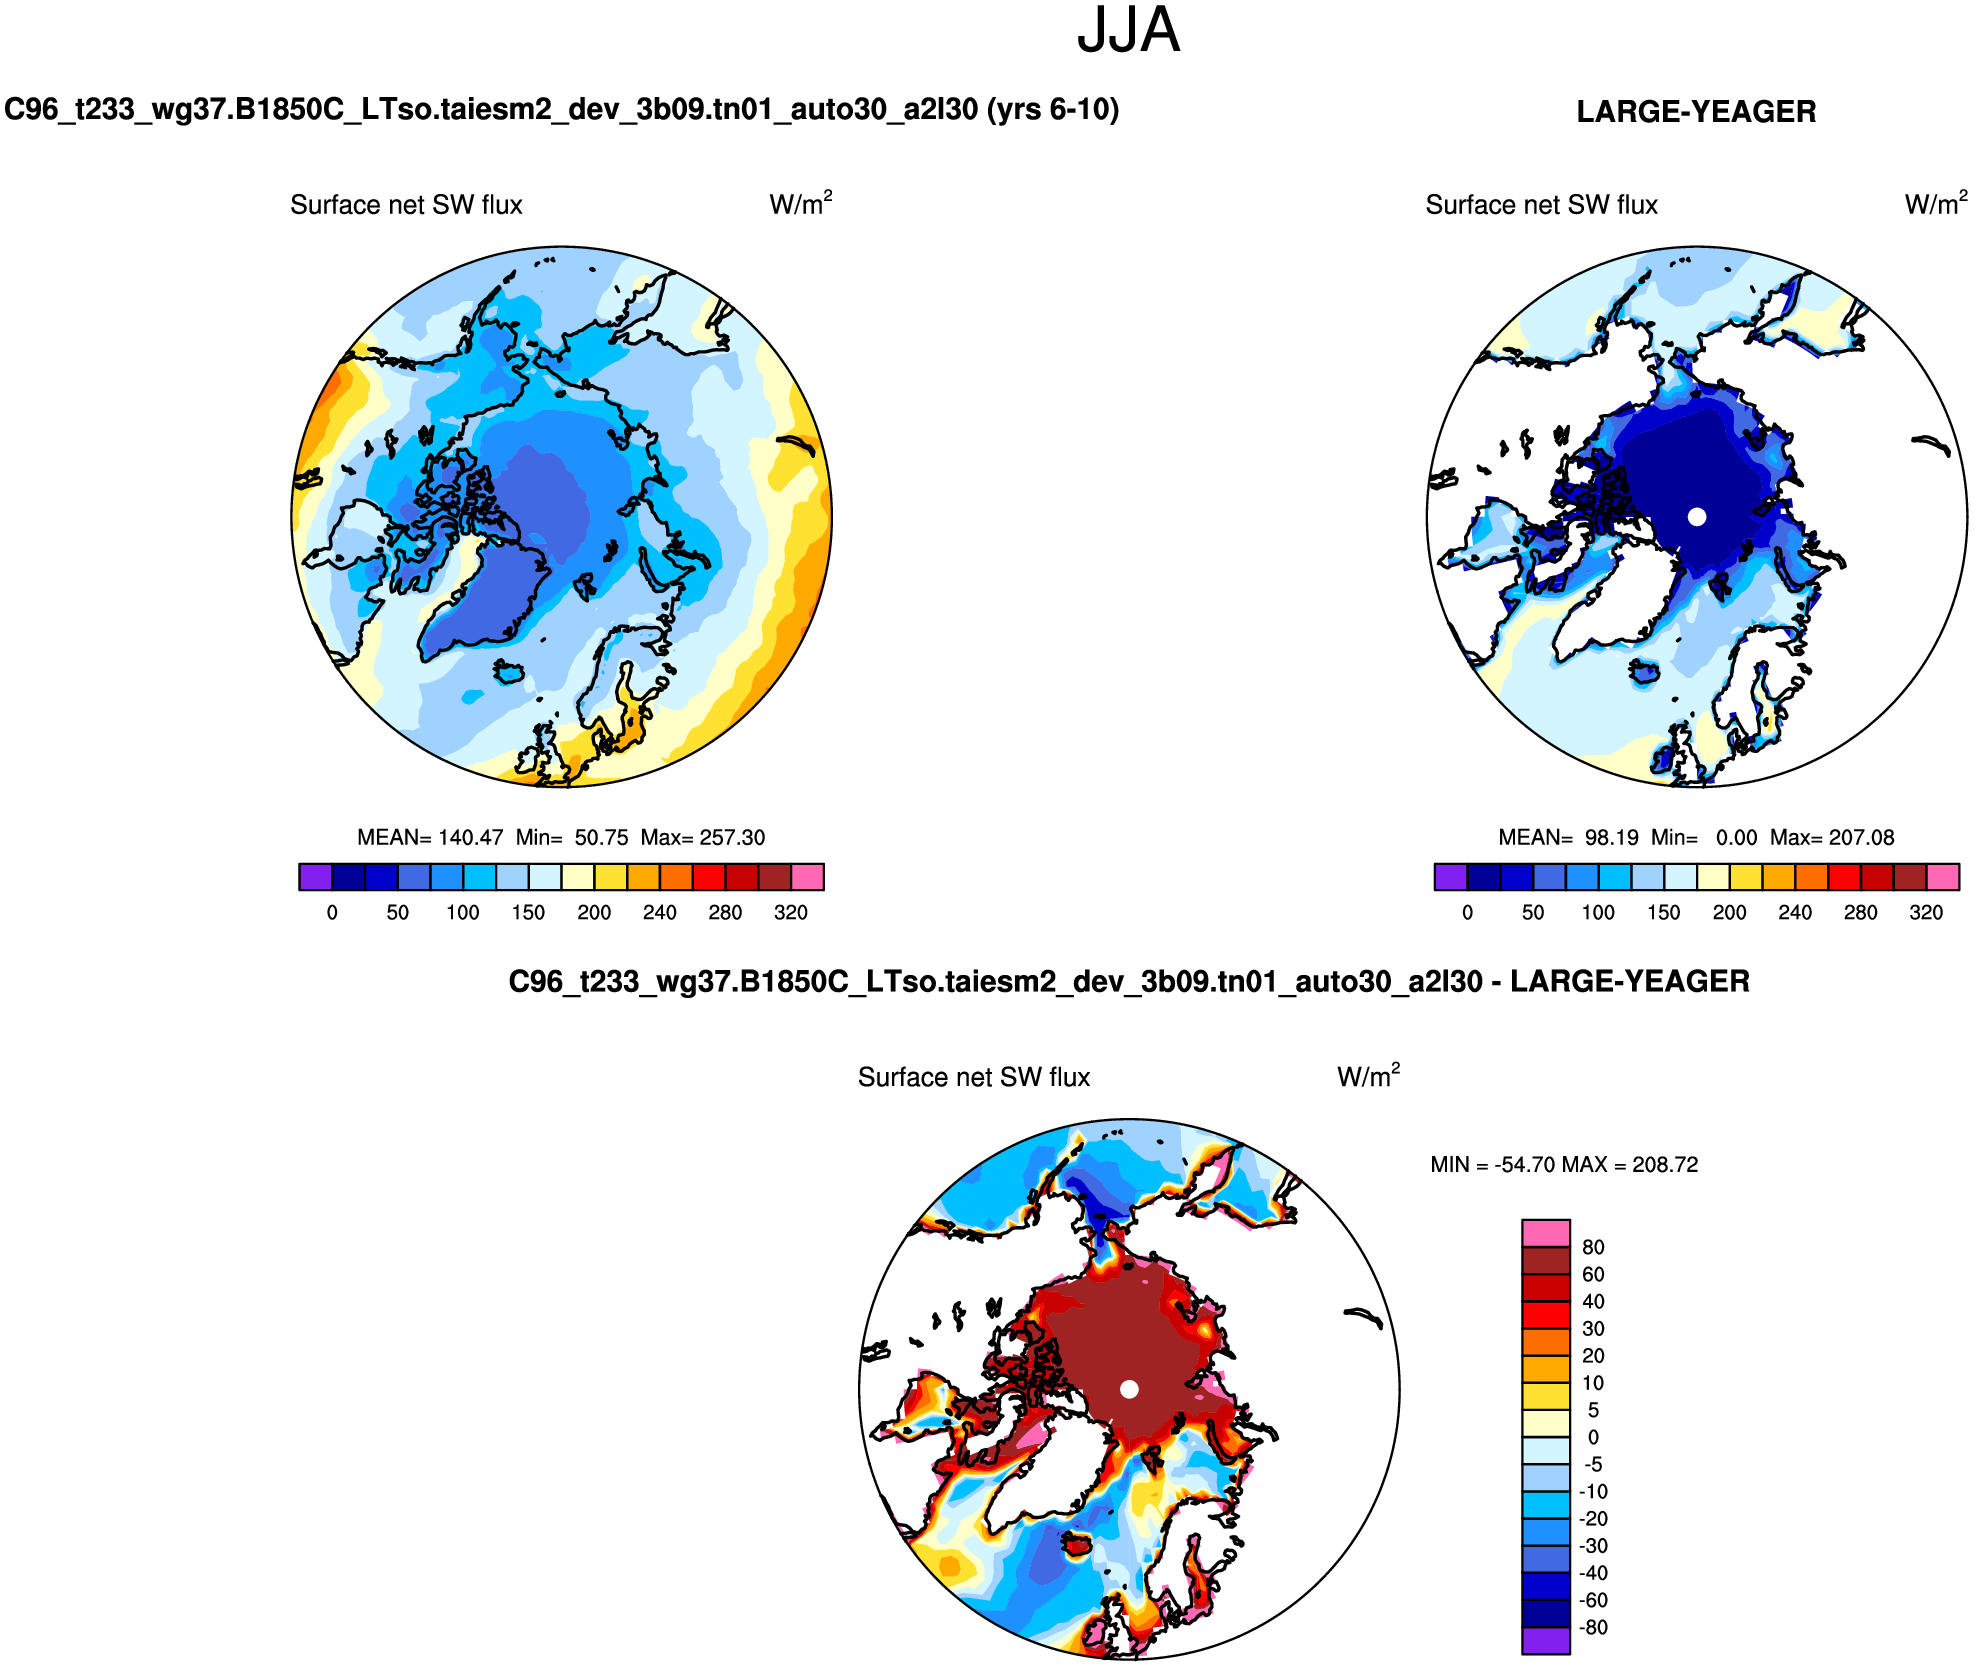 JJA
C96_t233_wg37.B1850C_LTso.taiesm2_dev_3b09.tn01_auto30_a2l30 (yrs 6-10)
LARGE-YEAGER
Surface net SW flux W/m2
Surface net SW flux W/m2
MEAN= 140.47 Min= 50.75 Max= 257.30
MEAN= 98.19 Min= 0.00 Max= 207.08
0 50 100 150 200 240 280 320
0 50 100 150 200 240 280 320
C96_t233_wg37.B1850C_LTso.taiesm2_dev_3b09.tn01_auto30_a2l30 - LARGE-YEAGER
Surface net SW flux W/m2
MIN = -54.70 MAX = 208.72
80
60
40
30
20
10
5
0
-5
-10
-20
-30
-40
-60
-80